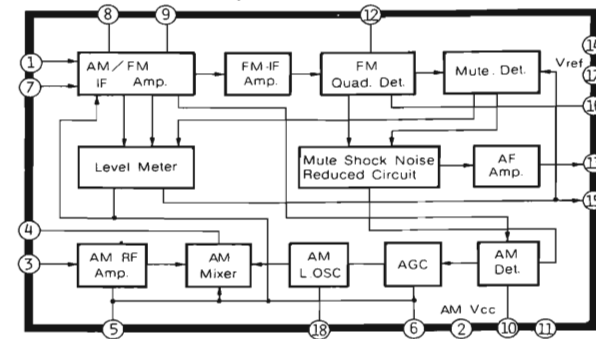 8 9 12
1 AM/FM IF Amp. FM·IF Amp. FM Quad. Det. Mute. Det. Vref
7
Level Meter
Mute Shock Noise Reduced Circuit
AF Amp.
4
3 AM RF Amp. AM Mixer AM L.OSC AGC AM Det.
AM Vcc
5 18 6 2 10 11